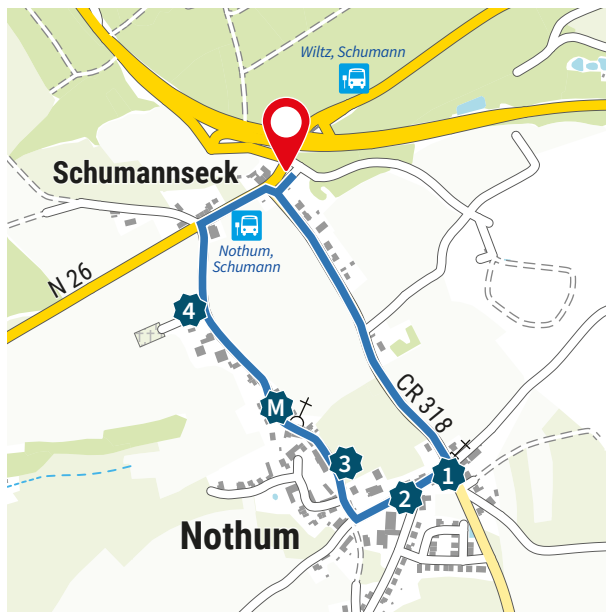 Wiltz, Schumann
Schumannseck
Nothum,
Schumann
N 26
4
M
CR 318
3
1
2
Nothum